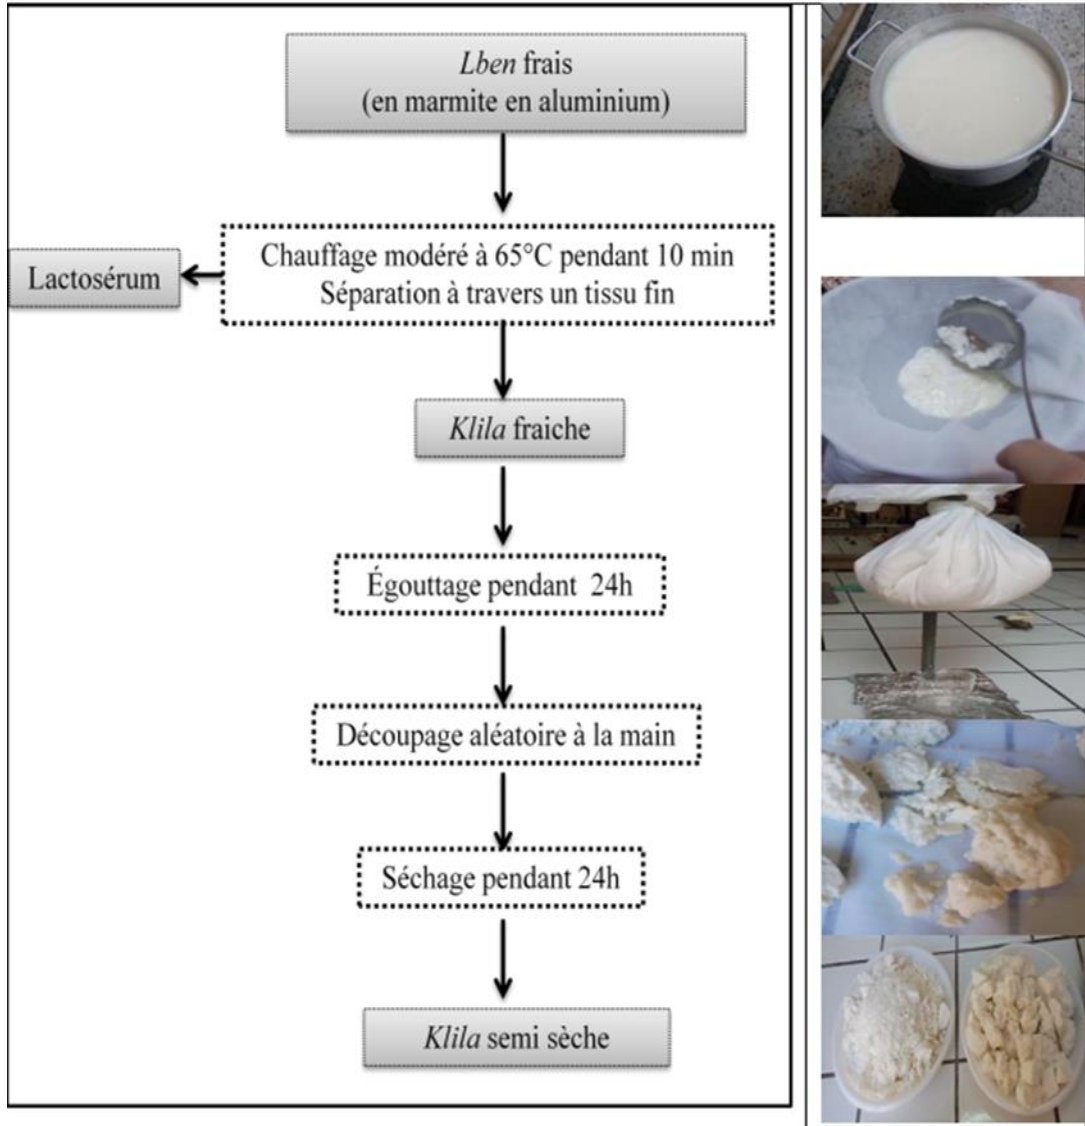 Lben frais
(en marmite en aluminium)
Chauffage modéré à 65°C pendant 10 min
Séparation à travers un tissu fin
Lactosérum
Klila fraiche
Égouttage pendant 24h
Découpage aléatoire à la main
Séchage pendant 24h
Klila semi sèche